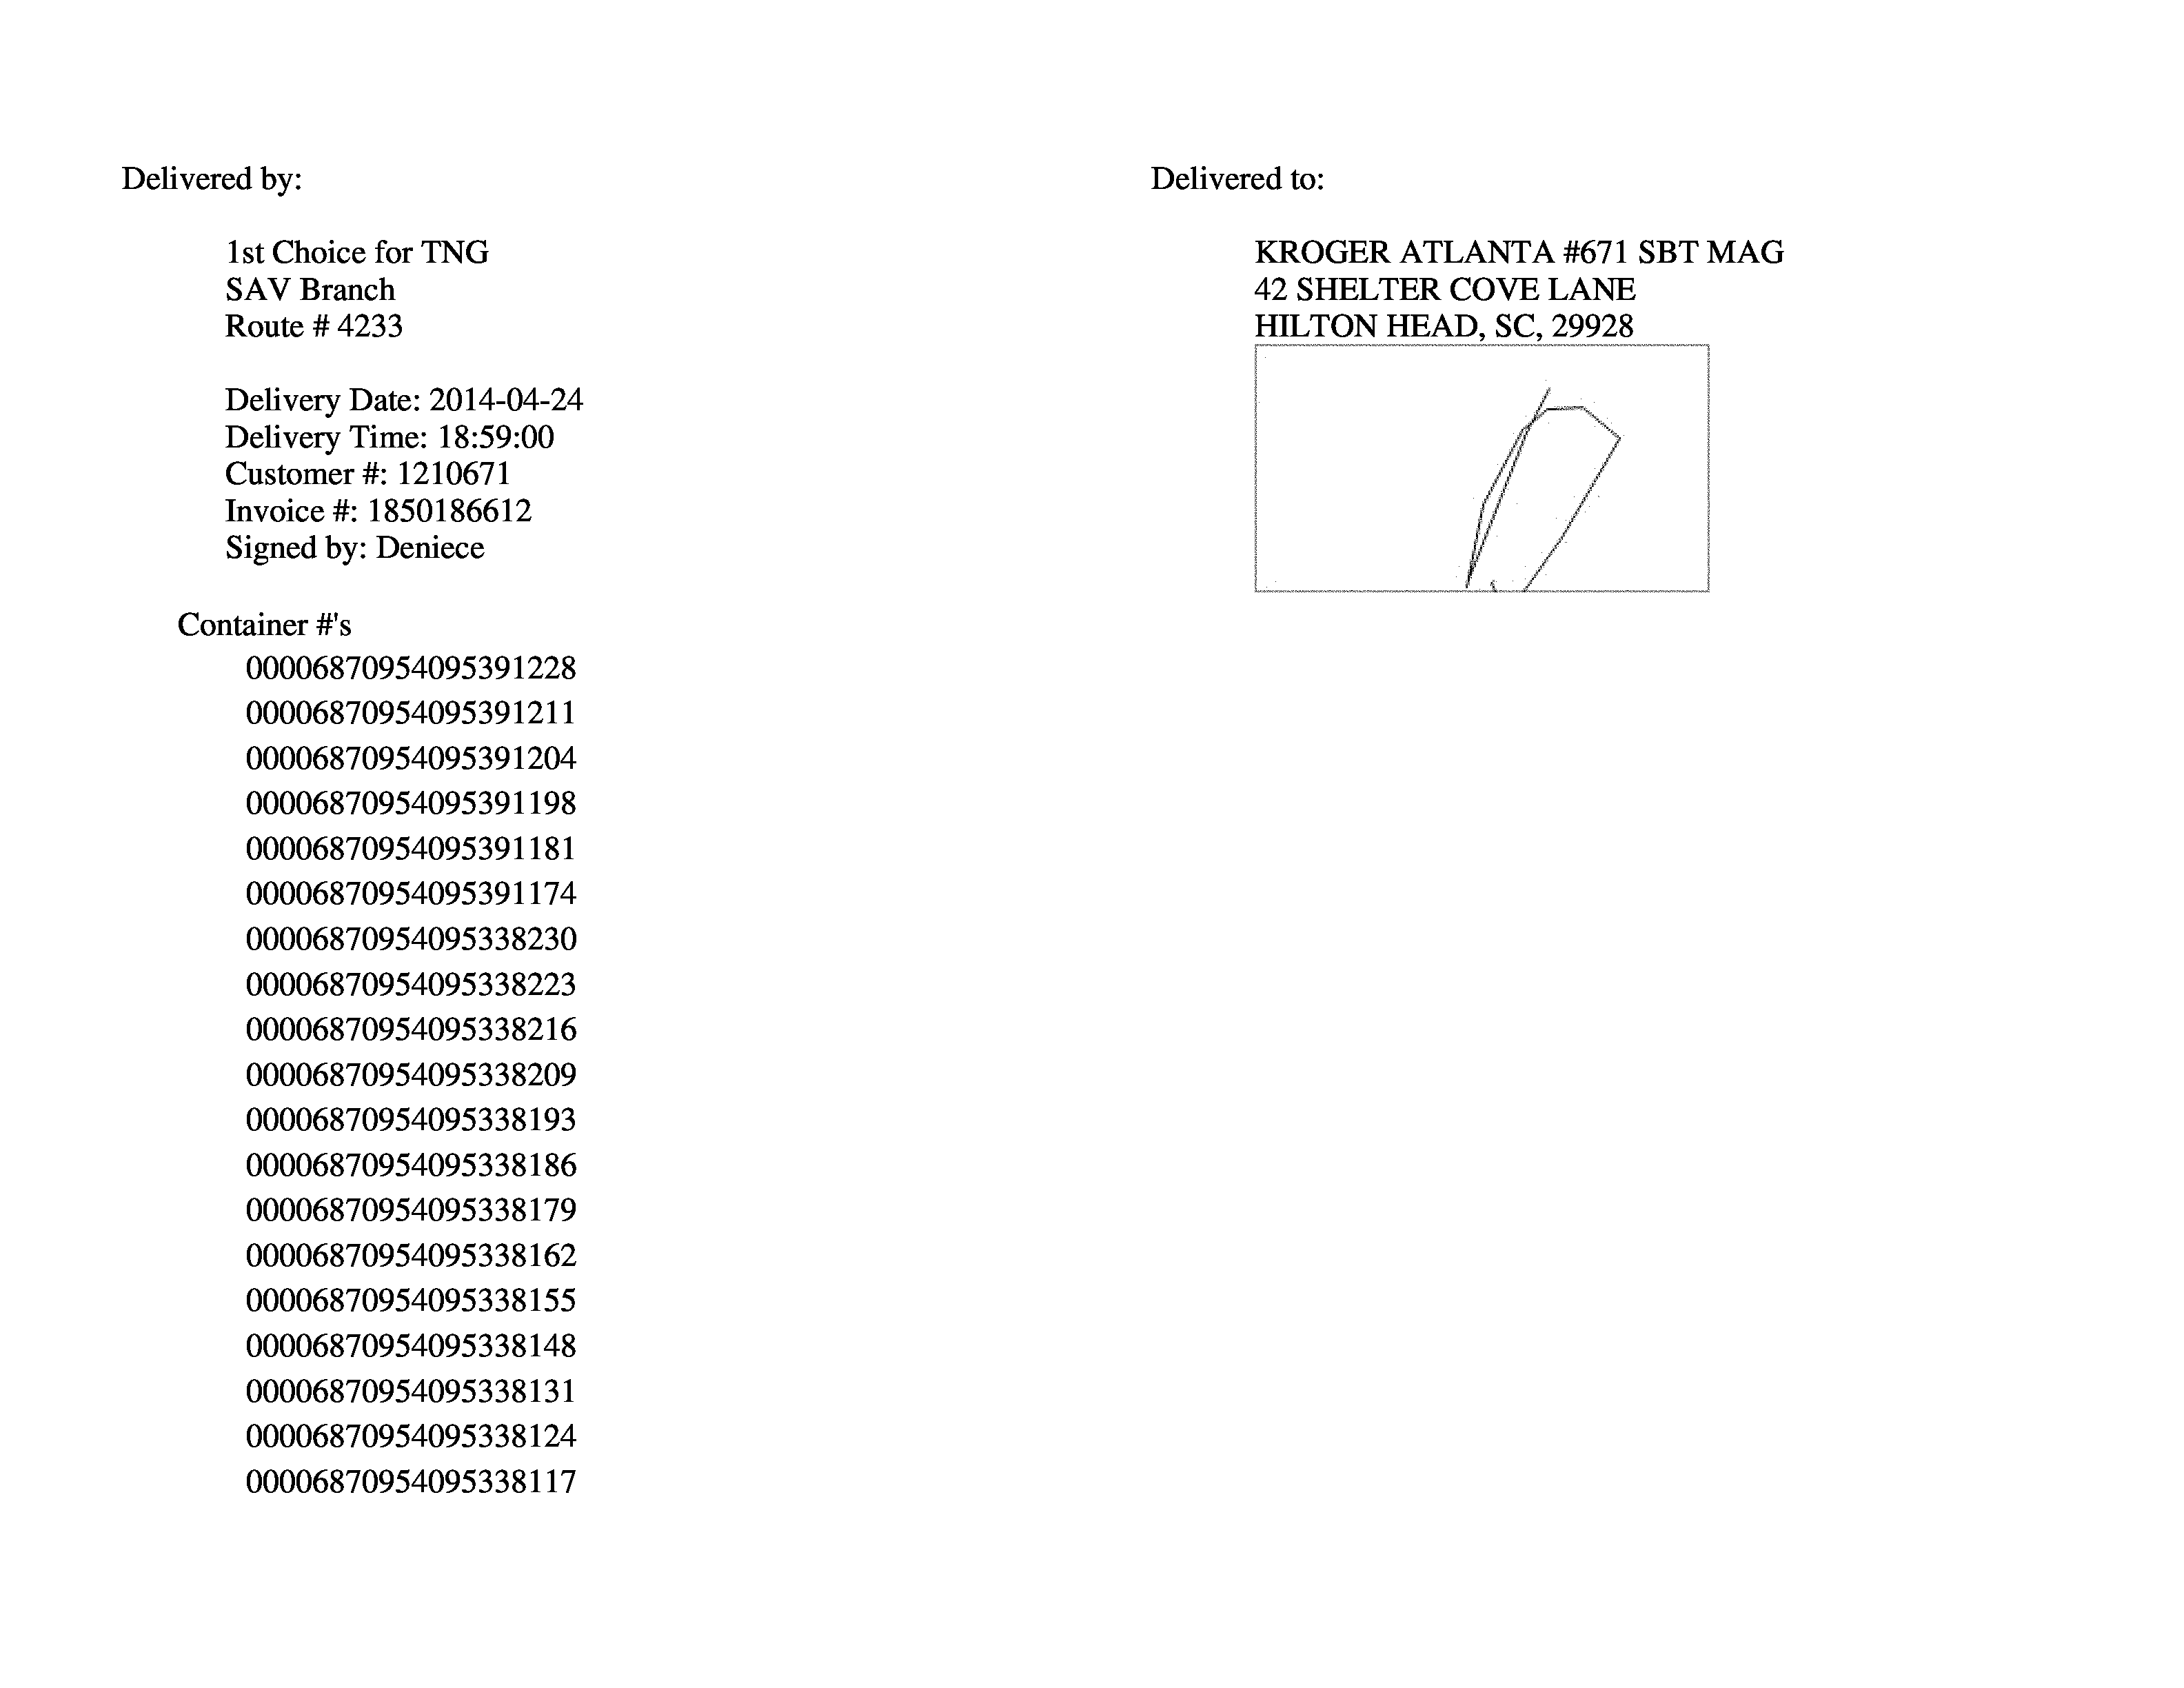 Delivered by:
1st Choice for TNG
SAV Branch
Route # 4233
Delivery Date: 2014-04-24
Delivery Time: 18:59:00
Customer #: 1210671
Invoice #: 1850186612
Signed by: Deniece
Container #'s
00006870954095391228
00006870954095391211
00006870954095391204
00006870954095391198
00006870954095391181
00006870954095391174
00006870954095338230
00006870954095338223
00006870954095338216
00006870954095338209
00006870954095338193
00006870954095338186
00006870954095338179
00006870954095338162
00006870954095338155
00006870954095338148
00006870954095338131
00006870954095338124
00006870954095338117
Delivered to:
KROGER ATLANTA #671 SBT MAG
42 SHELTER COVE LANE
HILTON HEAD, SC, 29928